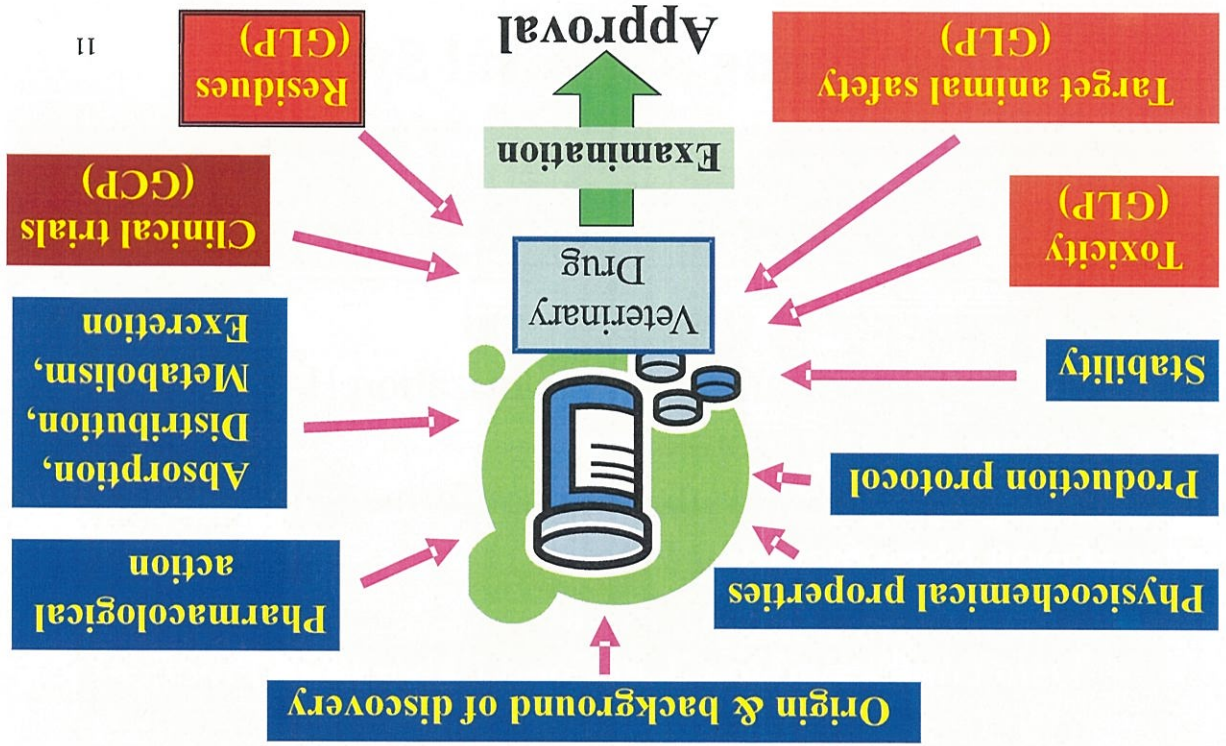 Origin & background of discovery
Physicochemical properties
Production protocol
Stability
Toxicity
(GLP)
Target animal safety
(GLP)
Pharmacological
action
Absorption,
Distribution,
Metabolism,
Excretion
Clinical trials
(GCP)
Residues
(GLP)
Veterinary
Drug
Examination
Approval
11